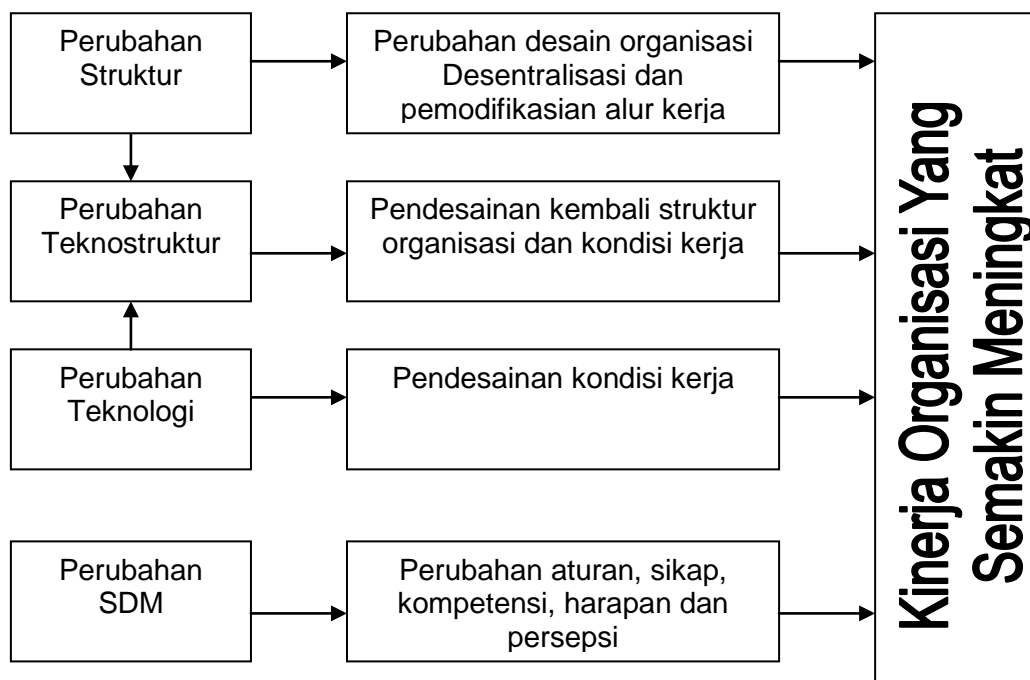 Perubahan
Struktur
Perubahan desain organisasi
Desentralisasi dan
pemodifikasian alur kerja
Perubahan
Teknostruktur
Pendesainan kembali struktur
organisasi dan kondisi kerja
Perubahan
Teknologi
Pendesainan kondisi kerja
Perubahan
SDM
Perubahan aturan, sikap,
kompetensi, harapan dan
persepsi
Kinerja Organisasi Yang
Semakin Meningkat